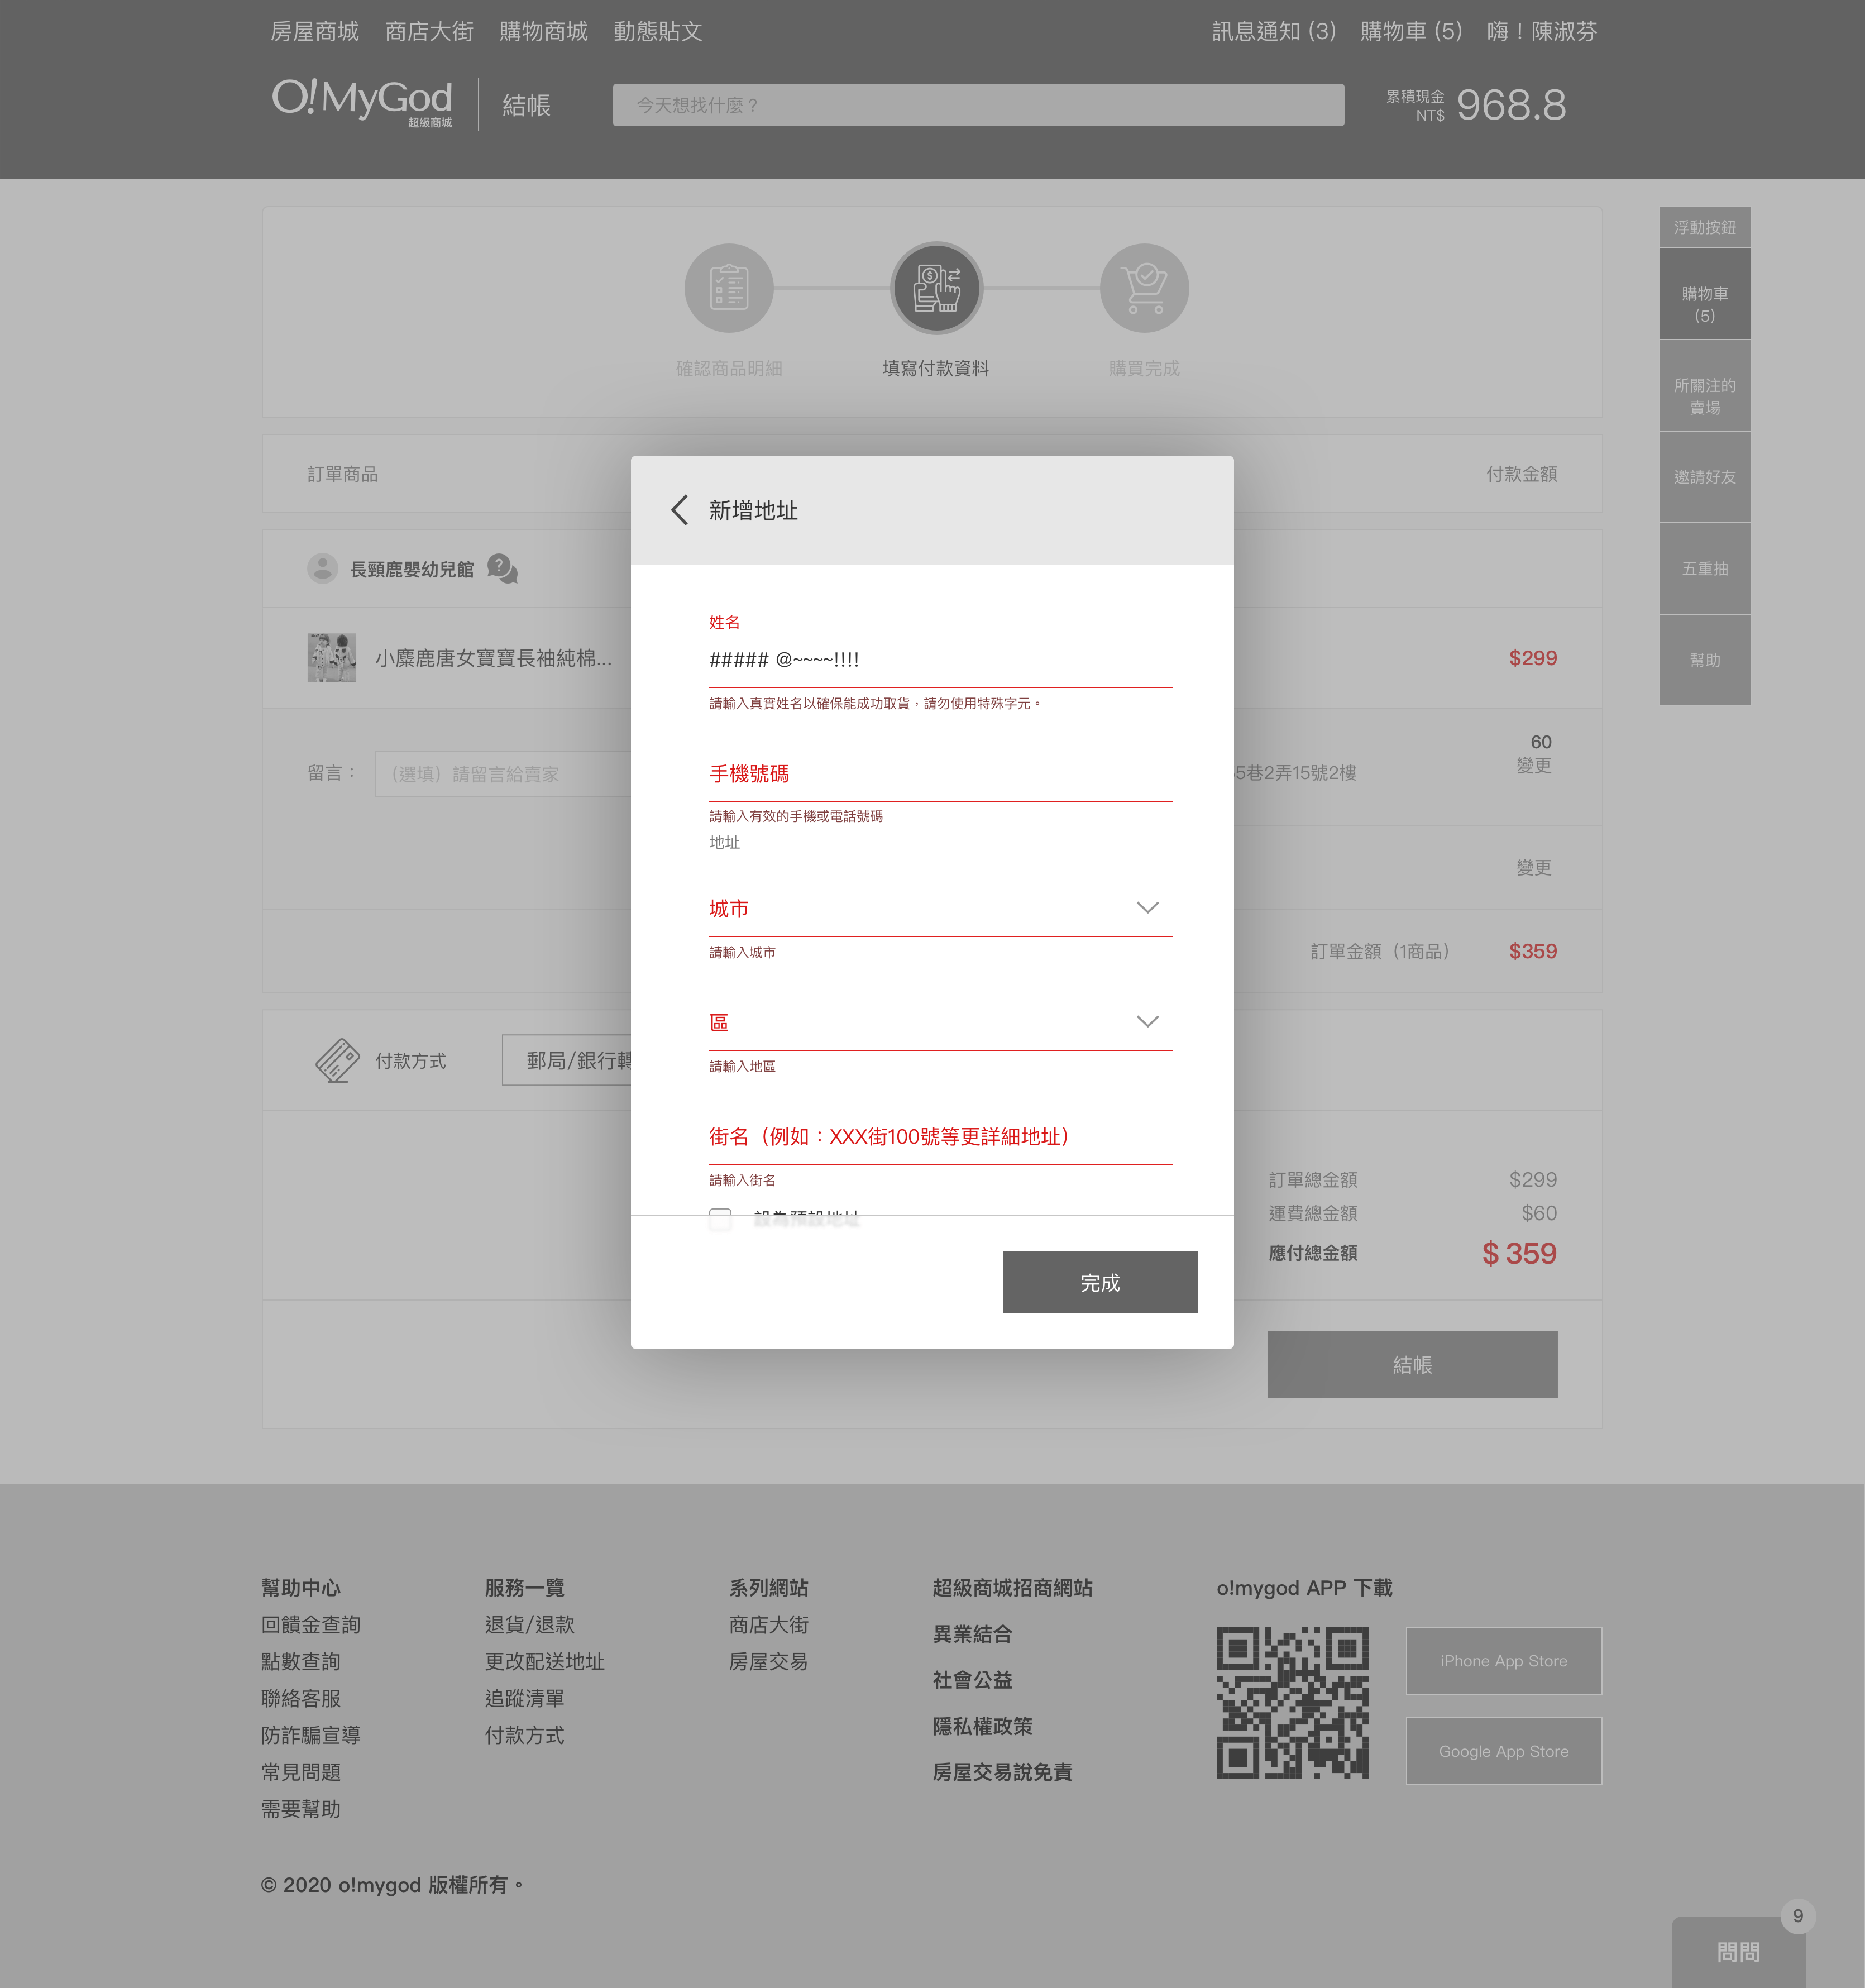 房屋商城 商店大街 購物商城 動態貼文
訊息通知 (3) 購物車 (5) 嗨！陳淑芬
O!MyGod
超級商城
結帳
今天想找什麼？
累積現金
NT$
968.8
確認商品明細
填寫付款資料
購買完成
浮動按鈕
購物車
(5)
所關注的
賣場
邀請好友
五重抽
幫助
訂單商品
付款金額
長頸鹿嬰幼兒館
小麋鹿唐女寶寶長袖純棉...
$299
留言：
（選填）請留言給賣家
5巷2弄15號2樓
60
變更
變更
訂單金額（1商品）
$359
付款方式
郵局/銀行轉
訂單總金額
$299
運費總金額
$60
應付總金額
$ 359
結帳
新增地址
姓名
##### @~~~~!!!!
請輸入真實姓名以確保能成功取貨，請勿使用特殊字元。
手機號碼
請輸入有效的手機或電話號碼
地址
城市
請輸入城市
區
請輸入地區
街名（例如：XXX街100號等更詳細地址）
請輸入街名
設為預設地址
完成
幫助中心
回饋金查詢
點數查詢
聯絡客服
防詐騙宣導
常見問題
需要幫助
服務一覽
退貨/退款
更改配送地址
追蹤清單
付款方式
系列網站
商店大街
房屋交易
超級商城招商網站
異業結合
社會公益
隱私權政策
房屋交易說免責
o!mygod APP 下載
iPhone App Store
Google App Store
© 2020 o!mygod 版權所有。
9
問問